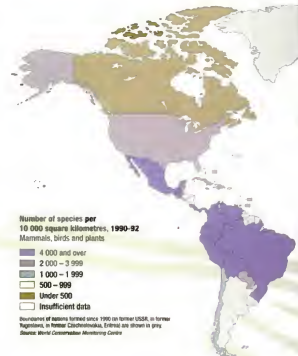 Number of species per
10 000 square kilometres, 1990-92
Mammals, birds and plants
4 000 and over
2 000 – 3 999
1 000 – 1 999
500 – 999
Under 500
Insufficient data
Boundaries of nations formed since 1990 (in former USSR, in former
Yugoslavia, in former Czechoslovakia, Eritrea) are shown in grey.
Source: World Conservation Monitoring Centre